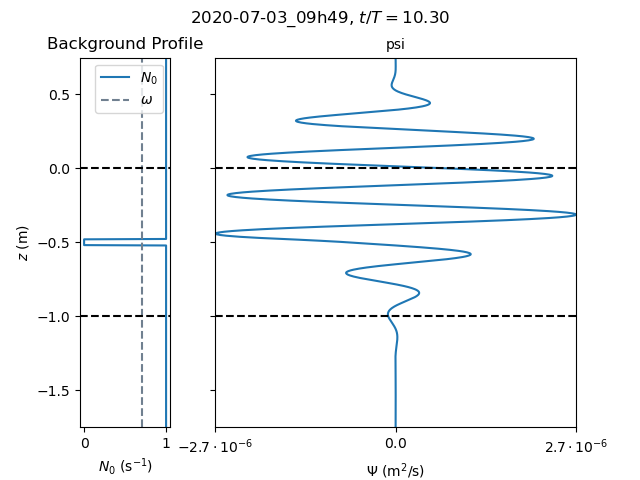 2020-07-03_09h49, t/T = 10.30
Background Profile
psi
N₀
ω
0.5
0.0
−0.5
−1.0
−1.5
z (m)
0
1
N₀ (s⁻¹)
−2.7 · 10⁻⁶
0.0
2.7 · 10⁻⁶
Ψ (m²/s)